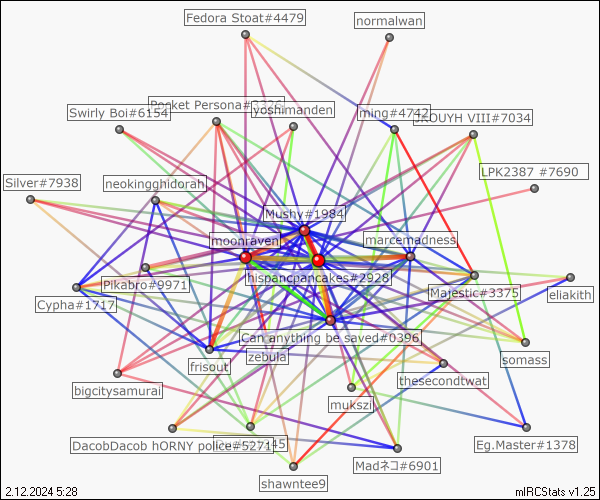 Fedora Stoat#4479
normalwan
Pocket Persona#
yoshimanden
ming#4742
Swirly Boi#6154
VIII#7034
LPK2387 #7690
Silver#7938
neokingghidorah
Mushy#1984
moonraven
marcemadness
hispancpancakes#2928
Pikabro#9971
Majestic#3375
eliakith
Cypha#1717
Can anything be saved#0396
zebula
frisout
somass
thesecondtwat
bigcitysamurai
mukszil
DacobDacob hORNY police#5271
45
Eg.Master#1378
Madネコ#6901
shawntee9
2.12.2024 5:28
mIRCStats v1.25